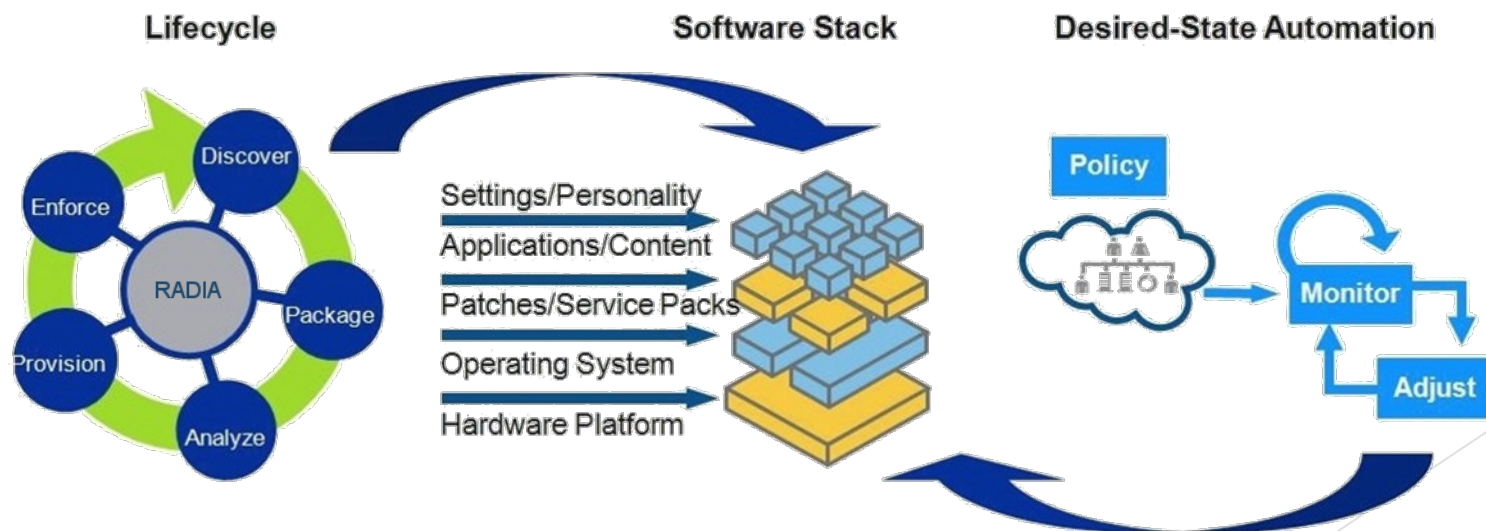 Lifecycle
Software Stack
Desired-State Automation
Discover
Enforce
RADIA
Package
Provision
Analyze
Settings/Personality
Applications/Content
Patches/Service Packs
Operating System
Hardware Platform
Policy
Monitor
Adjust